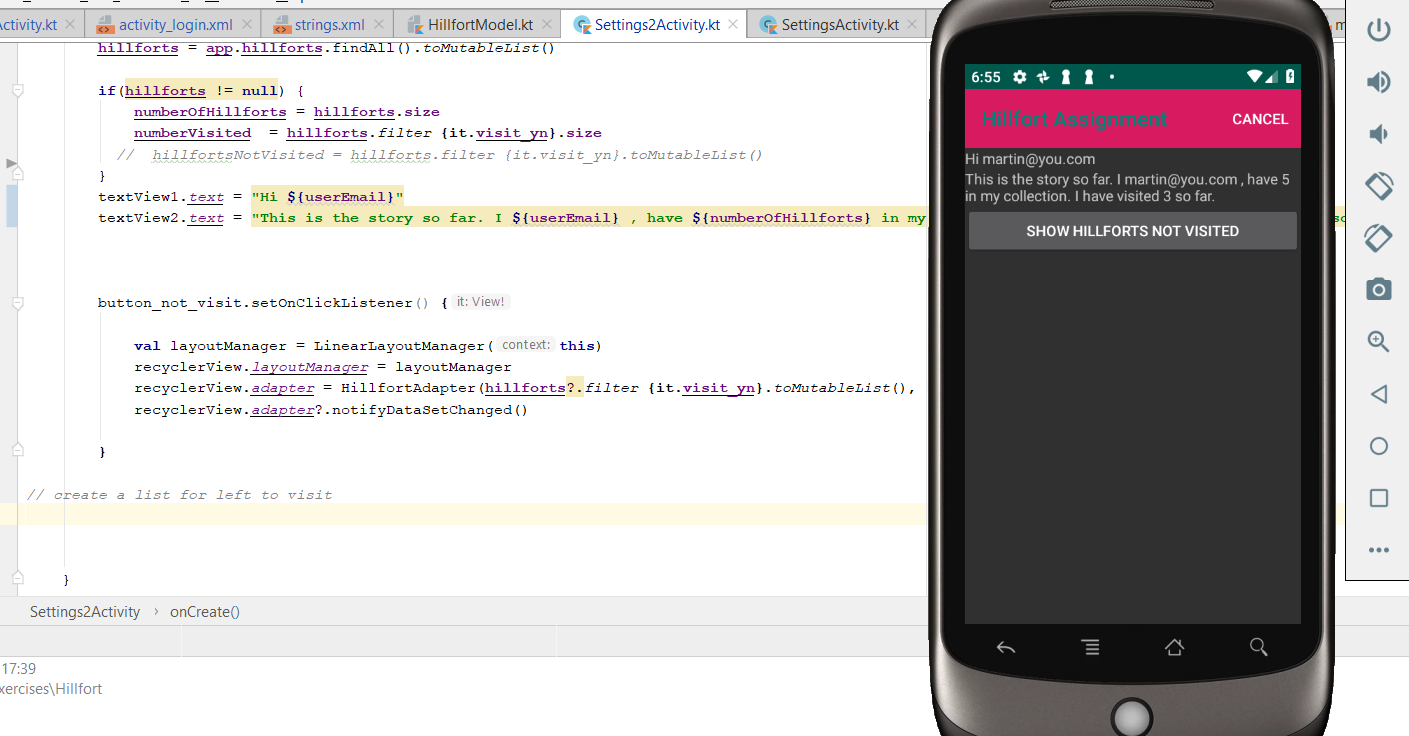 ctivity.kt
activity_login.xml
strings.xml
HillfortModel.kt
Settings2Activity.kt
SettingsActivity.kt
m
hillforts = app.hillforts.findAll().toMutableList()
if(hillforts != null) {
numberOfHillforts = hillforts.size
numberVisited = hillforts.filter {it.visit_yn}.size
// hillfortsNotVisited = hillforts.filter {it.visit_yn}.toMutableList()
}
textView1.text = "Hi ${userEmail}"
textView2.text = "This is the story so far. I ${userEmail} , have ${numberOfHillforts} in my
button_not_visit.setOnClickListener() { it: View!
val layoutManager = LinearLayoutManager( context: this)
recyclerView.layoutManager = layoutManager
recyclerView.adapter = HillfortAdapter(hillforts?.filter {it.visit_yn}.toMutableList(),
recyclerView.adapter?.notifyDataSetChanged()
}
// create a list for left to visit
}
Settings2Activity › onCreate()
17:39
xercises\Hillfort
6:55
Hillfort Assignment
CANCEL
Hi martin@you.com
This is the story so far. I martin@you.com , have 5
in my collection. I have visited 3 so far.
SHOW HILLFORTS NOT VISITED